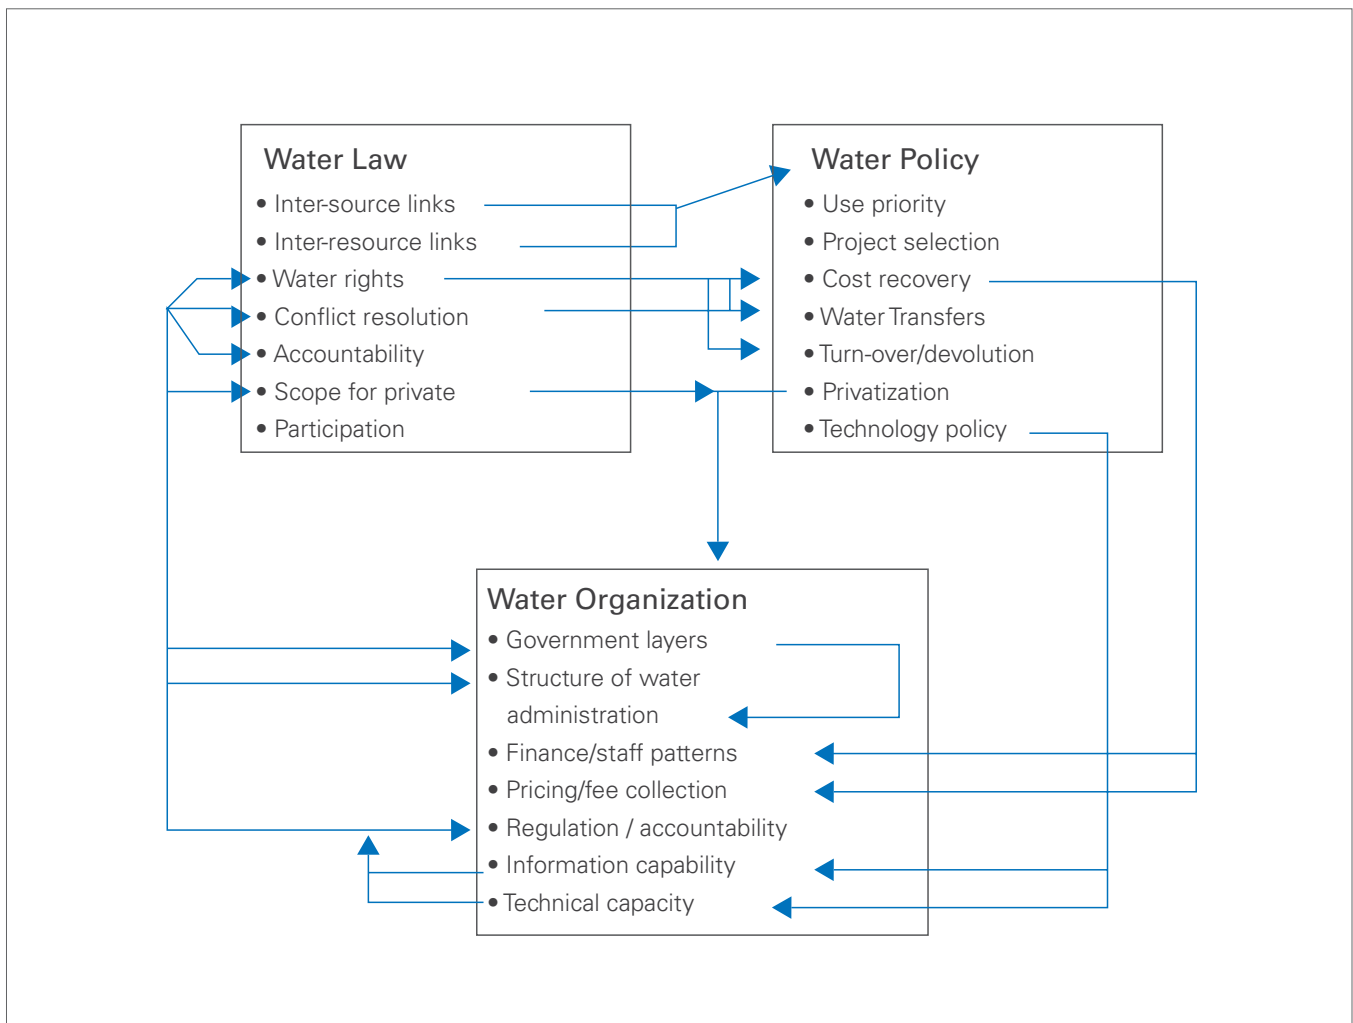 Water Law
• Inter-source links
• Inter-resource links
• Water rights
• Conflict resolution
• Accountability
• Scope for private
• Participation
Water Policy
• Use priority
• Project selection
• Cost recovery
• Water Transfers
• Turn-over/devolution
• Privatization
• Technology policy
Water Organization
• Government layers
• Structure of water
administration
• Finance/staff patterns
• Pricing/fee collection
• Regulation / accountability
• Information capability
• Technical capacity